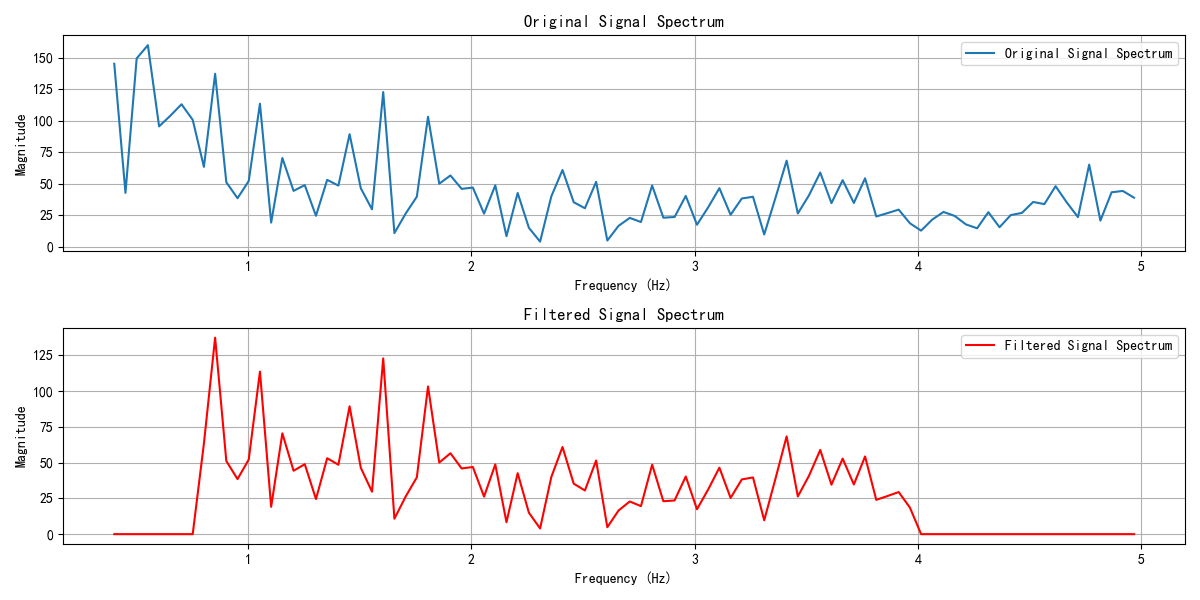 Original Signal Spectrum
Original Signal Spectrum
Magnitude
150
125
100
75
50
25
0
1
2
3
4
5
Frequency (Hz)
Filtered Signal Spectrum
Filtered Signal Spectrum
Magnitude
125
100
75
50
25
0
1
2
3
4
5
Frequency (Hz)